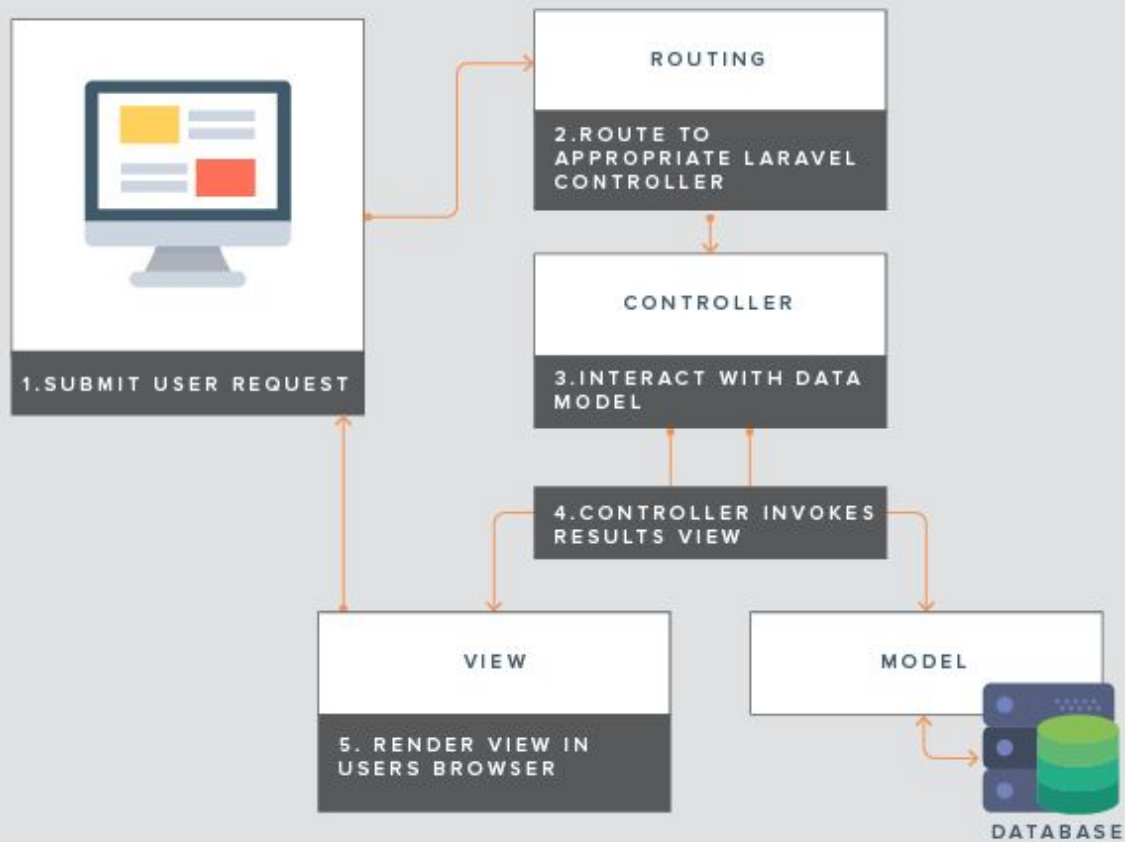 ROUTING
2.ROUTE TO
APPROPRIATE LARAVEL
CONTROLLER
1.SUBMIT USER REQUEST
CONTROLLER
3.INTERACT WITH DATA
MODEL
4.CONTROLLER INVOKES
RESULTS VIEW
VIEW
5. RENDER VIEW IN
USERS BROWSER
MODEL
DATABASE